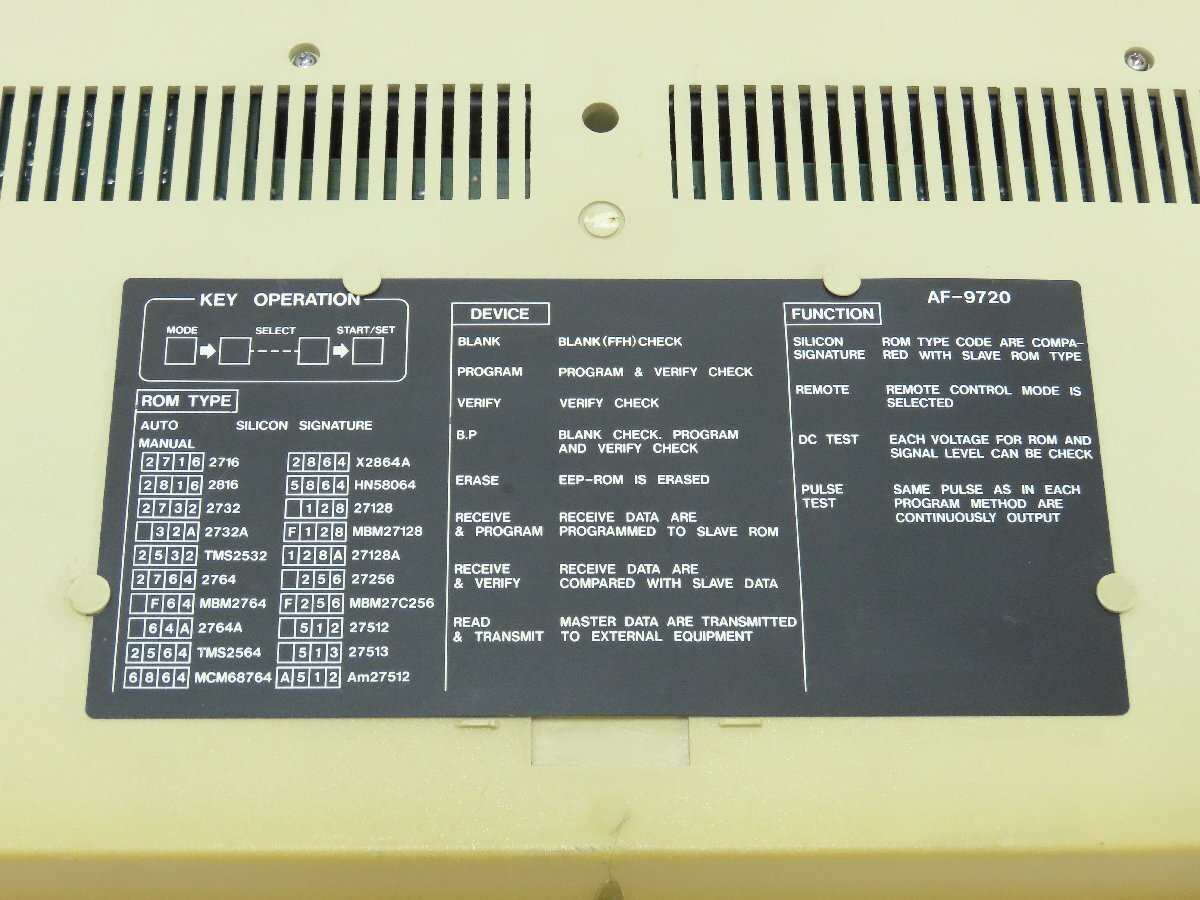 KEY OPERATION
MODE SELECT START/SET
ROM TYPE
AUTO SILICON SIGNATURE
MANUAL
2716 2716 2864 X2864A
2816 2816 5864 HN58064
2732 2732 128 27128
32A 2732A F128 MBM27128
2532 TMS2532 128A 27128A
2764 2764 256 27256
F64 MBM2764 F256 MBM27C256
64A 2764A 512 27512
2564 TMS2564 513 27513
6864 MCM68764 A512 Am27512
DEVICE
BLANK BLANK(FFH)CHECK
PROGRAM PROGRAM & VERIFY CHECK
VERIFY VERIFY CHECK
B.P BLANK CHECK. PROGRAM
AND VERIFY CHECK
ERASE EEP-ROM IS ERASED
RECEIVE RECEIVE DATA ARE
& PROGRAM PROGRAMMED TO SLAVE ROM
RECEIVE RECEIVE DATA ARE
& VERIFY COMPARED WITH SLAVE DATA
READ MASTER DATA ARE TRANSMITTED
& TRANSMIT TO EXTERNAL EQUIPMENT
AF-9720
FUNCTION
SILICON ROM TYPE CODE ARE COMPA-
SIGNATURE RED WITH SLAVE ROM TYPE
REMOTE REMOTE CONTROL MODE IS
SELECTED
DC TEST EACH VOLTAGE FOR ROM AND
SIGNAL LEVEL CAN BE CHECK
PULSE SAME PULSE AS IN EACH
TEST PROGRAM METHOD ARE
CONTINUOUSLY OUTPUT